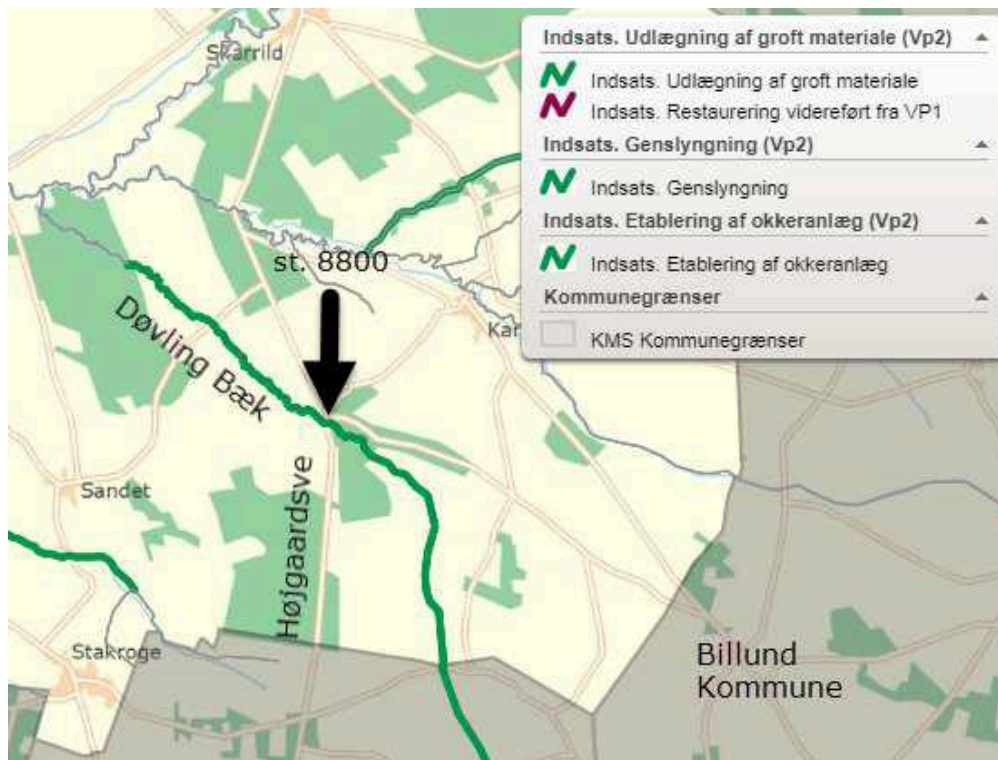 Skarrild
Indsats. Udlægning af groft materiale (Vp2)
Indsats. Udlægning af groft materiale
Indsats. Restaurering videreført fra VP1
Indsats. Genslyngning (Vp2)
Indsats. Genslyngning
Indsats. Etablering af okkeranlæg (Vp2)
Indsats. Etablering af okkeranlæg
Kommunegrænser
KMS Kommunegrænser
st. 8800
Døvling Bæk
Kar
Sandet
Højgaardsve
Stakroge
Billund
Kommune